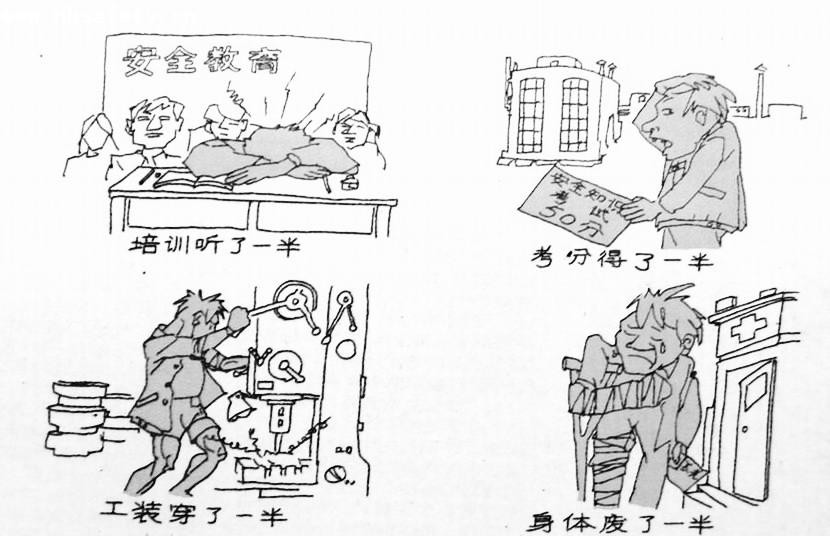 安全教育
培训听了一半
安全知识
考试
50分
考分得了一半
工装穿了一半
身体废了一半